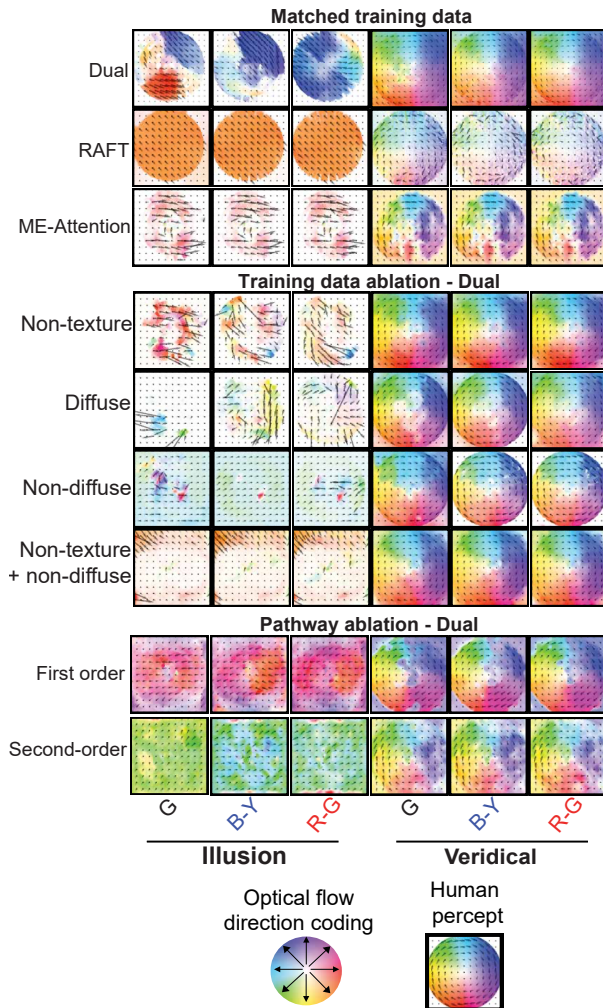 Matched training data
Dual
RAFT
ME-Attention
Training data ablation - Dual
Non-texture
Diffuse
Non-diffuse
Non-texture
+ non-diffuse
Pathway ablation - Dual
First order
Second-order
G B-Y R-G G B-Y R-G
Illusion Veridical
Optical flow
direction coding
Human
percept